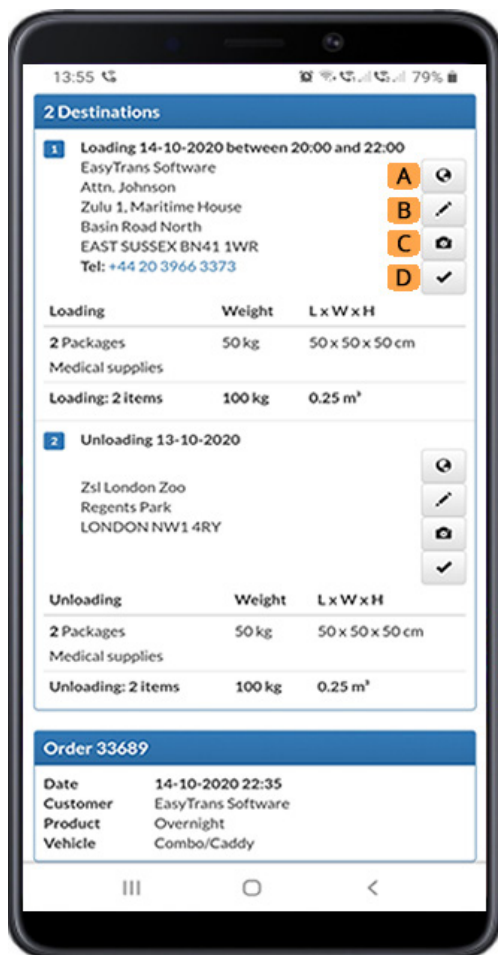 13:55 79%
2 Destinations
1 Loading 14-10-2020 between 20:00 and 22:00
EasyTrans Software
Attn. Johnson
Zulu 1, Maritime House
Basin Road North
EAST SUSSEX BN41 1WR
Tel: +44 20 3966 3373
A
B
C
D
Loading Weight L x W x H
2 Packages 50 kg 50 x 50 x 50 cm
Medical supplies
Loading: 2 items 100 kg 0.25 m³
2 Unloading 13-10-2020
Zsl London Zoo
Regents Park
LONDON NW1 4RY
Unloading Weight L x W x H
2 Packages 50 kg 50 x 50 x 50 cm
Medical supplies
Unloading: 2 items 100 kg 0.25 m³
Order 33689
Date 14-10-2020 22:35
Customer EasyTrans Software
Product Overnight
Vehicle Combo/Caddy